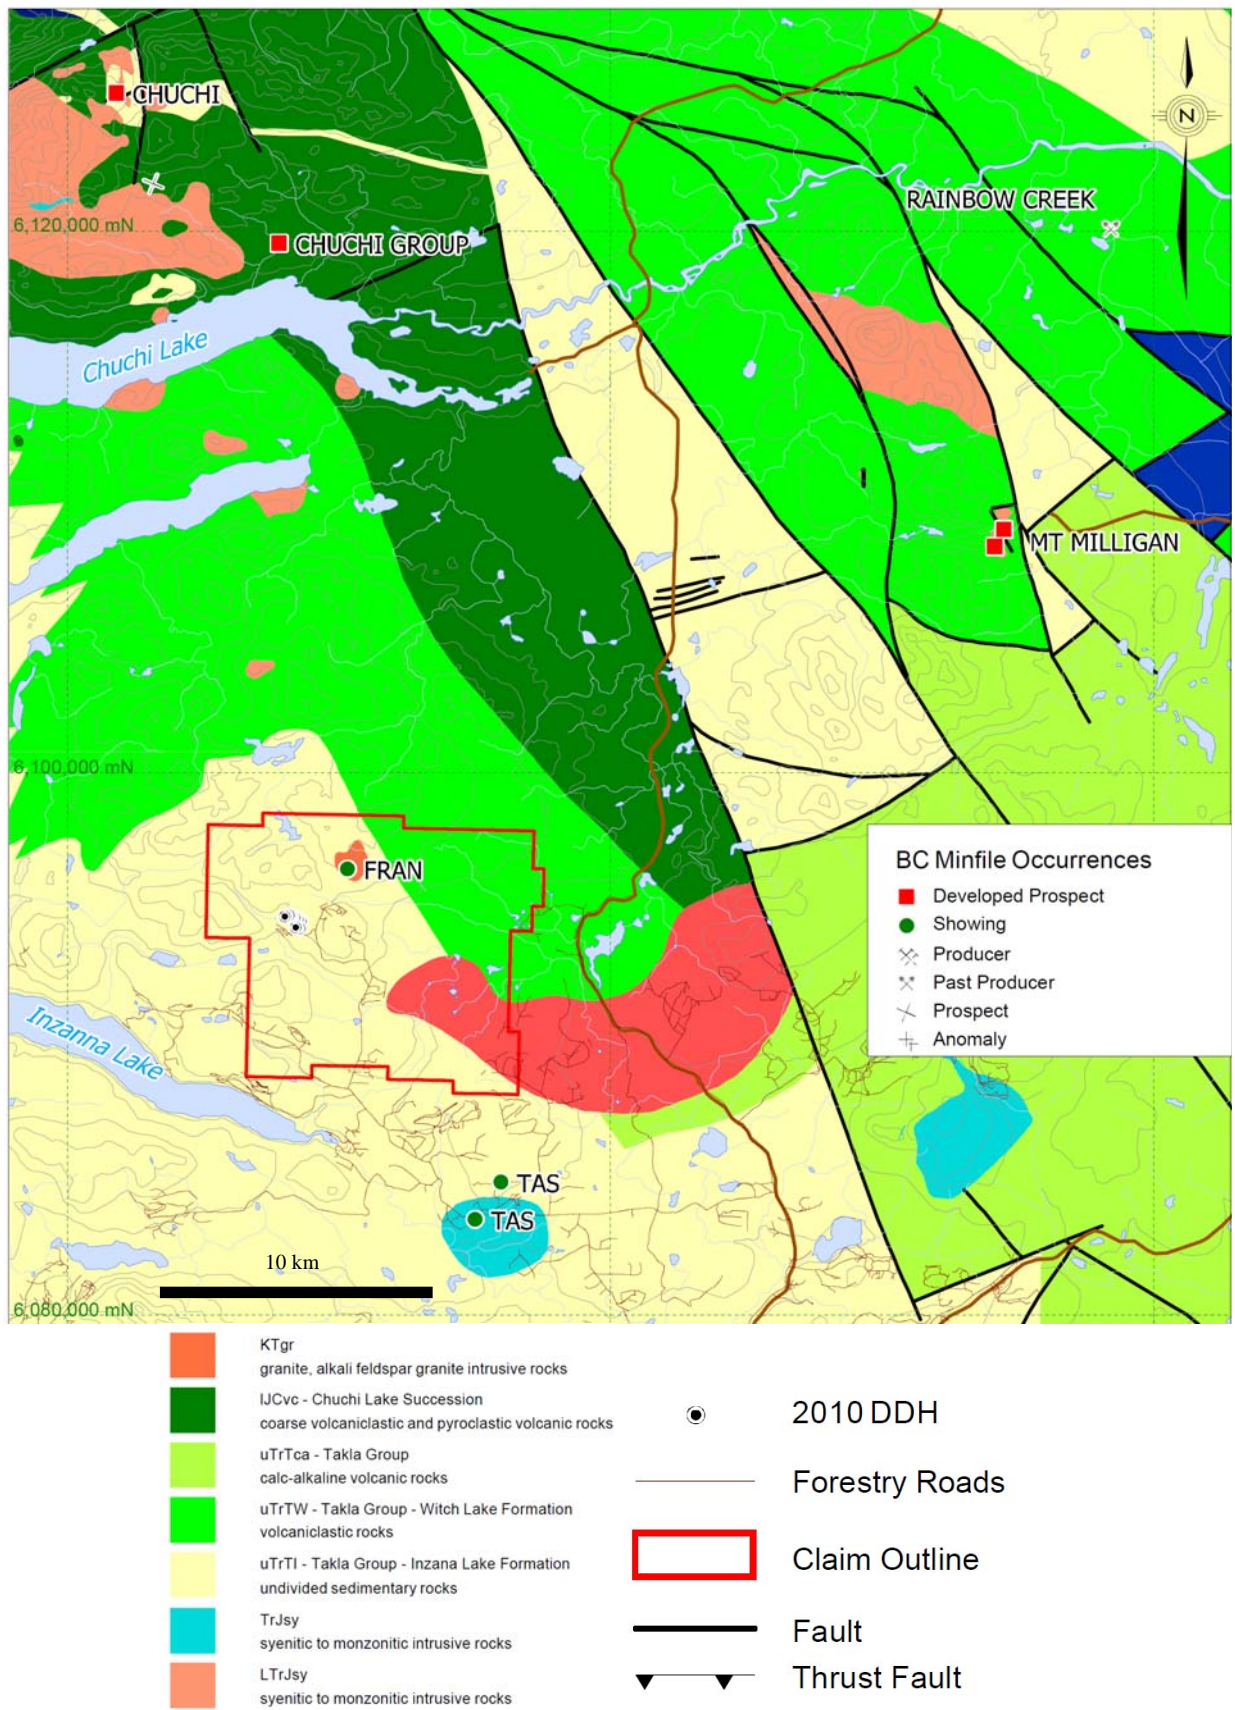 CHUCHI
N
RAINBOW CREEK
6,120,000 mN
CHUCHI GROUP
Chuchi Lake
MT MILLIGAN
6,100,000 mN
FRAN
BC Minfile Occurrences
Developed Prospect
Showing
Producer
Past Producer
Prospect
Anomaly
Inzanna Lake
TAS
TAS
10 km
6,080,000 mN
KTgr
granite, alkali feldspar granite intrusive rocks
lJCvc - Chuchi Lake Succession
coarse volcaniclastic and pyroclastic volcanic rocks
uTrTca - Takla Group
calc-alkaline volcanic rocks
uTrTW - Takla Group - Witch Lake Formation
volcaniclastic rocks
uTrTI - Takla Group - Inzana Lake Formation
undivided sedimentary rocks
TrJsy
syenitic to monzonitic intrusive rocks
LTrJsy
syenitic to monzonitic intrusive rocks
2010 DDH
Forestry Roads
Claim Outline
Fault
Thrust Fault